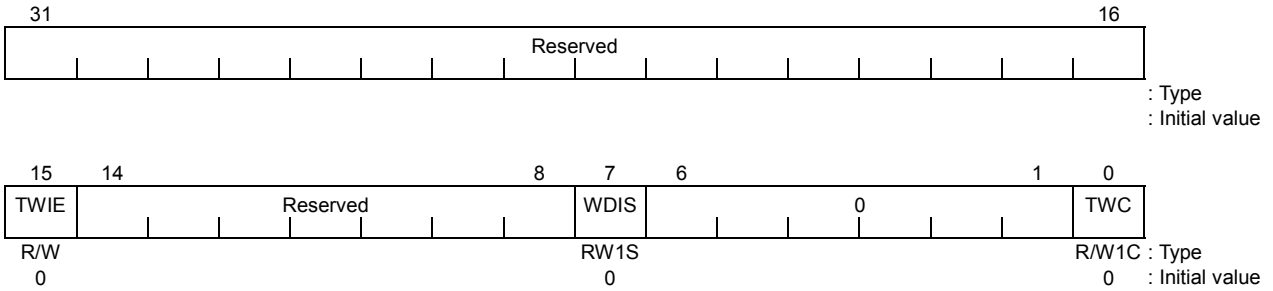 31 16
Reserved
: Type
: Initial value
15 14 8 7 6 1 0
TWIE Reserved WDIS 0 TWC
R/W RW1S R/W1C : Type
0 0 0 : Initial value